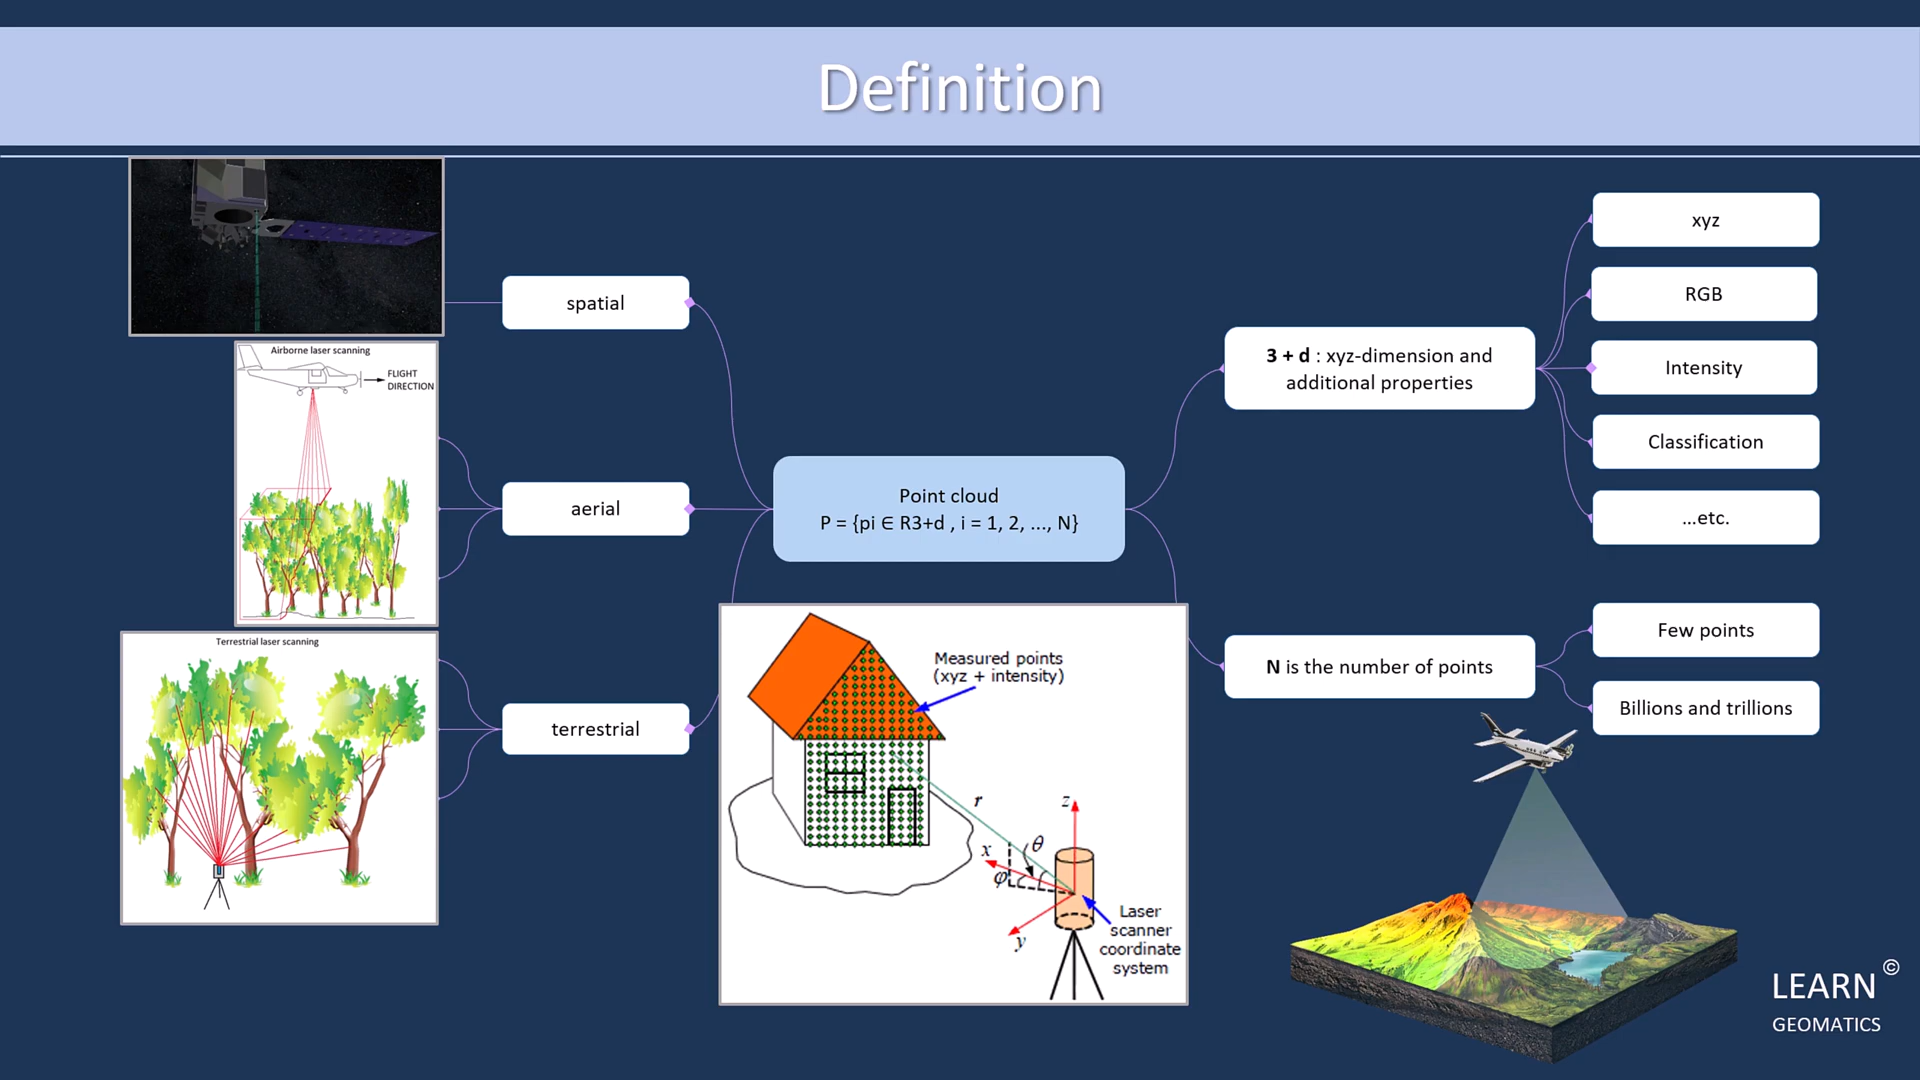 Definition
Airborne laser scanning
FLIGHT
DIRECTION
Terrestrial laser scanning
spatial
aerial
terrestrial
Point cloud
P = {pi ∈ R3+d , i = 1, 2, ..., N}
Measured points
(xyz + intensity)
r
z
θ
x
φ
y
Laser
scanner
coordinate
system
3 + d : xyz-dimension and
additional properties
xyz
RGB
Intensity
Classification
...etc.
N is the number of points
Few points
Billions and trillions
LEARN ©
GEOMATICS